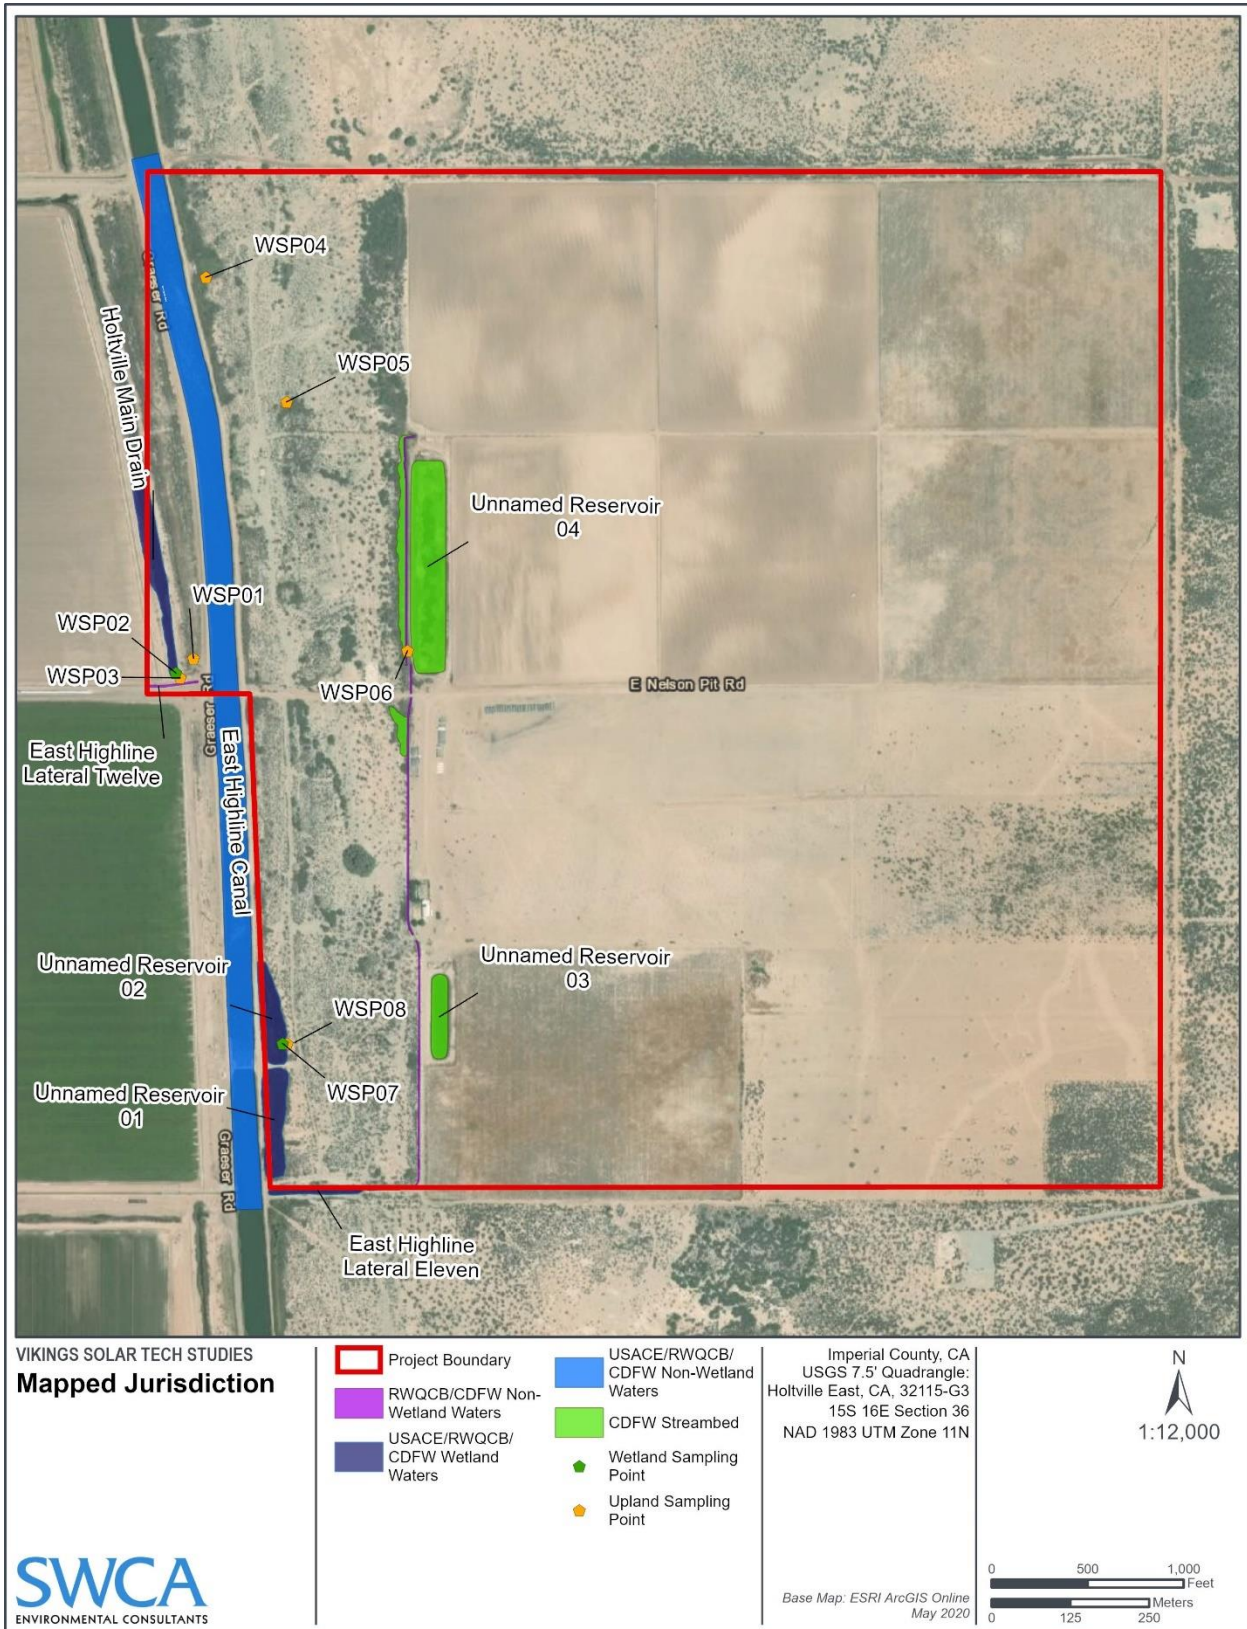 WSP04
Graeser Rd
WSP05
Holtville Main Drain
Unnamed Reservoir
04
WSP01
WSP02
WSP03
WSP06
E Nelson Pit Rd
Graeser Rd
East Highline
Lateral Twelve
East Highline Canal
Unnamed Reservoir
02
Unnamed Reservoir
03
WSP08
WSP07
Unnamed Reservoir
01
Graeser Rd
East Highline
Lateral Eleven
VIKINGS SOLAR TECH STUDIES
Mapped Jurisdiction
SWCA
ENVIRONMENTAL CONSULTANTS
Project Boundary
RWQCB/CDFW Non-
Wetland Waters
USACE/RWQCB/
CDFW Wetland
Waters
USACE/RWQCB/
CDFW Non-Wetland
Waters
CDFW Streambed
Wetland Sampling
Point
Upland Sampling
Point
Imperial County, CA
USGS 7.5' Quadrangle:
Holtville East, CA, 32115-G3
15S 16E Section 36
NAD 1983 UTM Zone 11N
Base Map: ESRI ArcGIS Online
May 2020
N
1:12,000
0 500 1,000
Feet
Meters
0 125 250